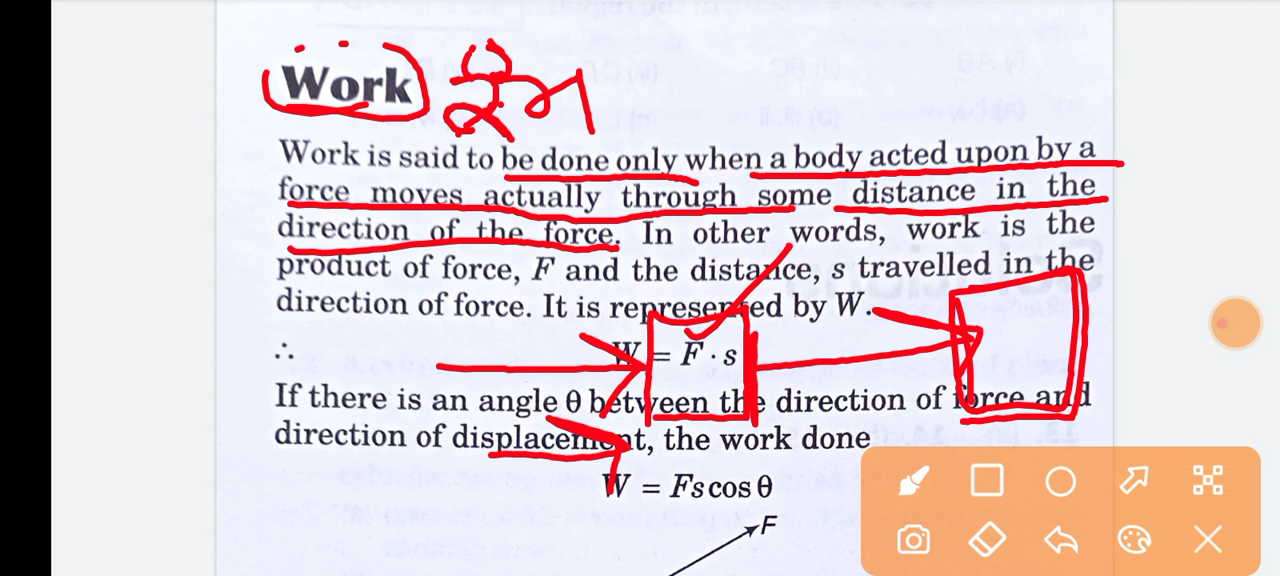 Work
Work is said to be done only when a body acted upon by a
force moves actually through some distance in the
direction of the force. In other words, work is the
product of force, F and the distance, s travelled in the
direction of force. It is represented by W.
∴ W = F · s
If there is an angle θ between the direction of force and
direction of displacement, the work done
W = Fs cos θ
F